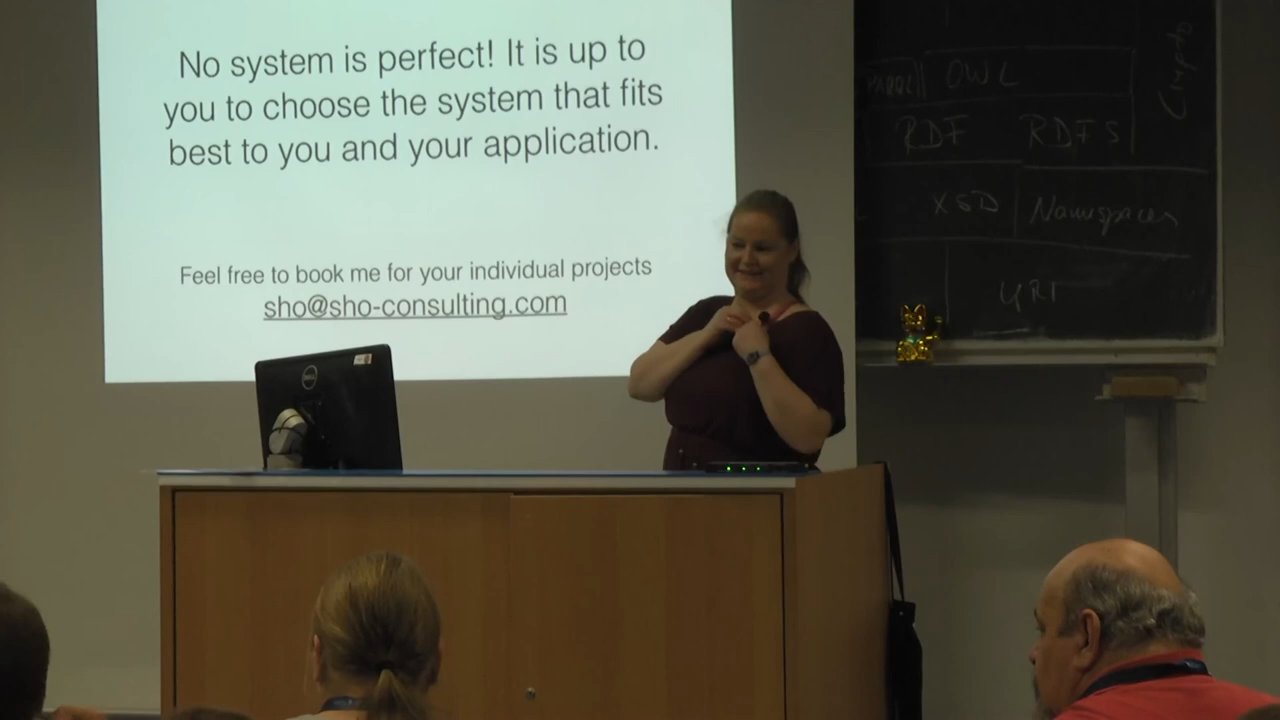 No system is perfect! It is up to
you to choose the system that fits
best to you and your application.
Feel free to book me for your individual projects
sho@sho-consulting.com
DELL
OWL
RDF RDFS
XSD Namespaces
URI